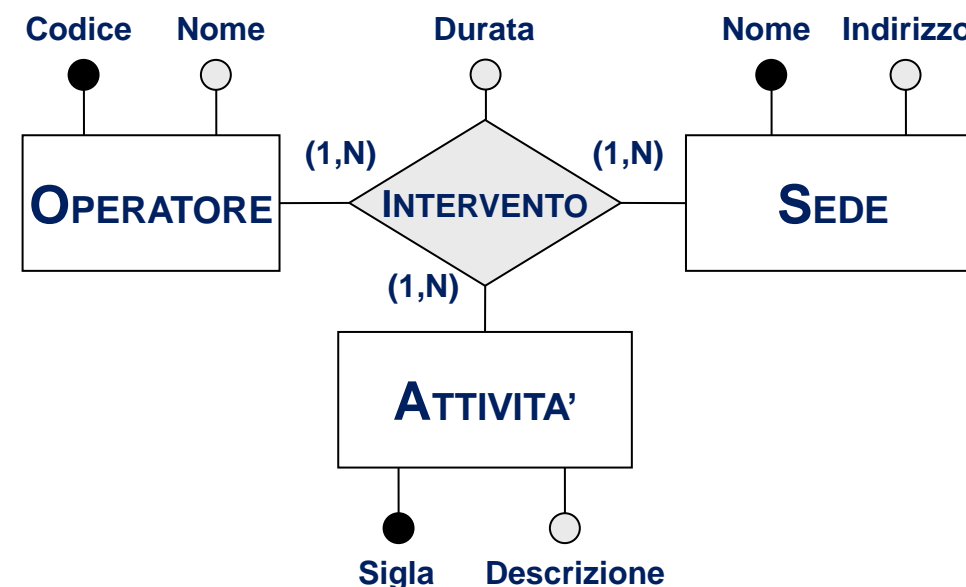 Codice Nome Durata Nome Indirizzo
(1,N) (1,N)
OPERATORE INTERVENTO SEDE
(1,N)
ATTIVITA’
Sigla Descrizione